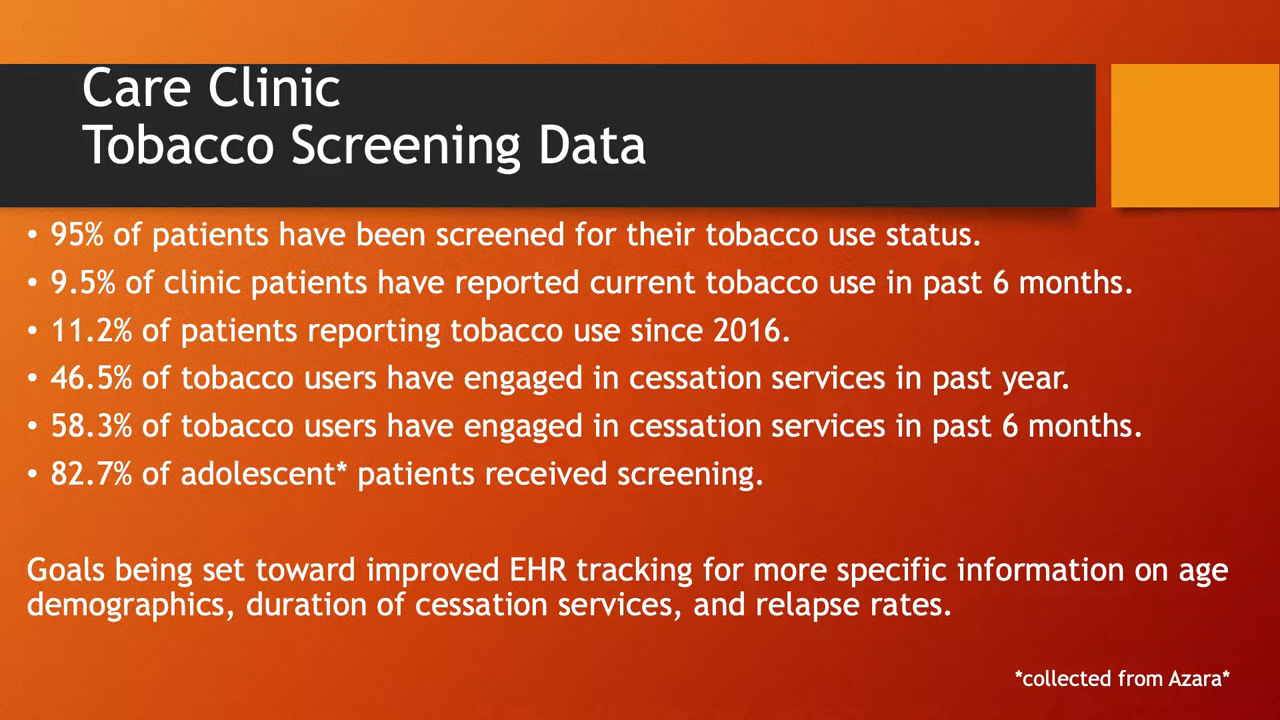 Care Clinic
Tobacco Screening Data
• 95% of patients have been screened for their tobacco use status.
• 9.5% of clinic patients have reported current tobacco use in past 6 months.
• 11.2% of patients reporting tobacco use since 2016.
• 46.5% of tobacco users have engaged in cessation services in past year.
• 58.3% of tobacco users have engaged in cessation services in past 6 months.
• 82.7% of adolescent* patients received screening.
Goals being set toward improved EHR tracking for more specific information on age
demographics, duration of cessation services, and relapse rates.
*collected from Azara*